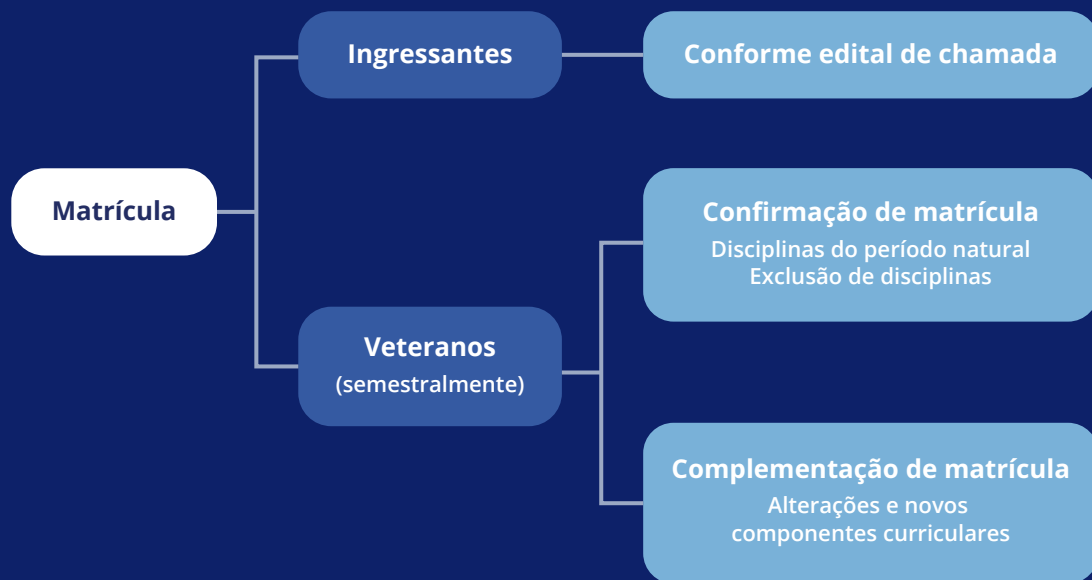 Matrícula
Ingressantes
Conforme edital de chamada
Veteranos
(semestralmente)
Confirmação de matrícula
Disciplinas do período natural
Exclusão de disciplinas
Complementação de matrícula
Alterações e novos
componentes curriculares